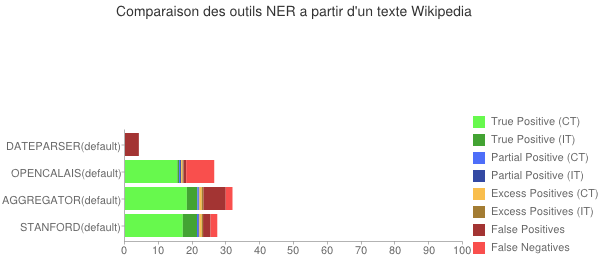 Comparaison des outils NER a partir d'un texte Wikipedia
DATEPARSER(default)
OPENCALAIS(default)
AGGREGATOR(default)
STANFORD(default)
0 10 20 30 40 50 60 70 80 90 100
True Positive (CT)
True Positive (IT)
Partial Positive (CT)
Partial Positive (IT)
Excess Positives (CT)
Excess Positives (IT)
False Positives
False Negatives